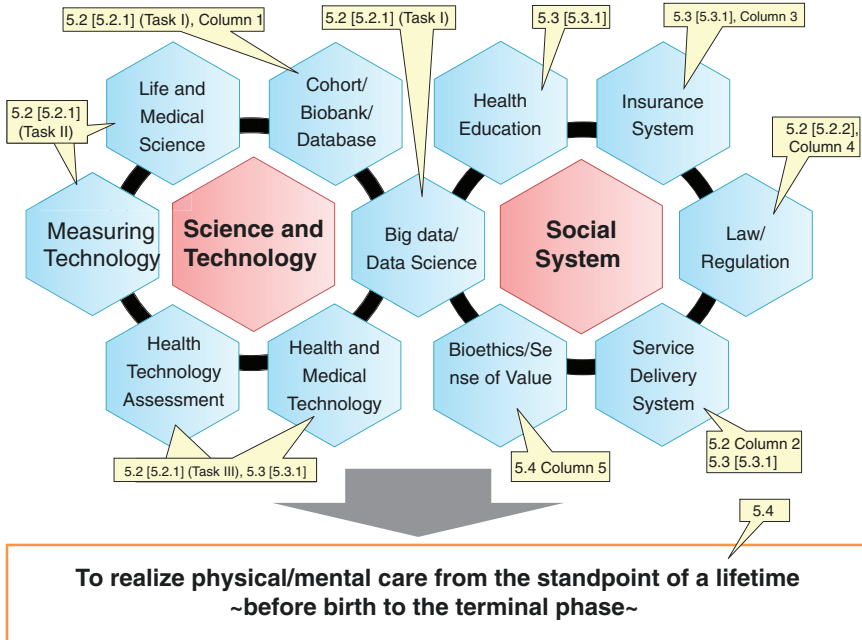 5.2 [5.2.1] (Task I), Column 1
5.2 [5.2.1] (Task I)
5.3 [5.3.1]
5.3 [5.3.1], Column 3
Life and
Medical
Science
Cohort/
Biobank/
Database
Health
Education
Insurance
System
5.2 [5.2.1]
(Task II)
5.2 [5.2.2],
Column 4
Measuring
Technology
Science and
Technology
Big data/
Data Science
Social
System
Law/
Regulation
Health
Technology
Assessment
Health and
Medical
Technology
Bioethics/Se
nse of Value
Service
Delivery
System
5.2 [5.2.1] (Task III), 5.3 [5.3.1]
5.4 Column 5
5.2 Column 2
5.3 [5.3.1]
5.4
To realize physical/mental care from the standpoint of a lifetime
~before birth to the terminal phase~